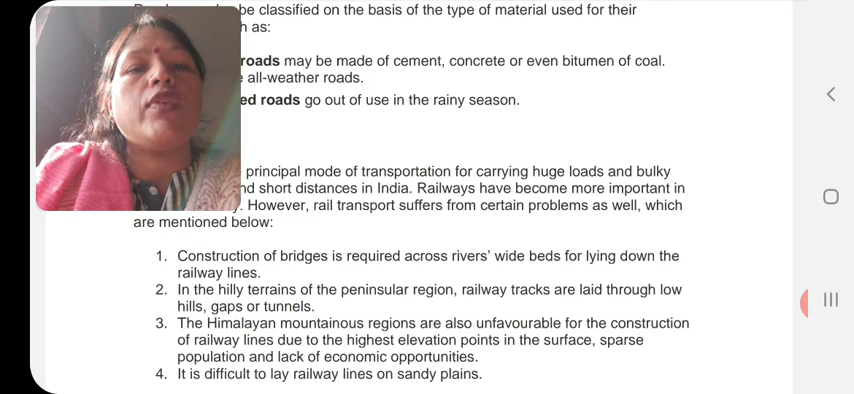 be classified on the basis of the type of material used for their
h as:
roads may be made of cement, concrete or even bitumen of coal.
all-weather roads.
ed roads go out of use in the rainy season.
principal mode of transportation for carrying huge loads and bulky
nd short distances in India. Railways have become more important in
. However, rail transport suffers from certain problems as well, which
are mentioned below:
1. Construction of bridges is required across rivers’ wide beds for lying down the
railway lines.
2. In the hilly terrains of the peninsular region, railway tracks are laid through low
hills, gaps or tunnels.
3. The Himalayan mountainous regions are also unfavourable for the construction
of railway lines due to the highest elevation points in the surface, sparse
population and lack of economic opportunities.
4. It is difficult to lay railway lines on sandy plains.